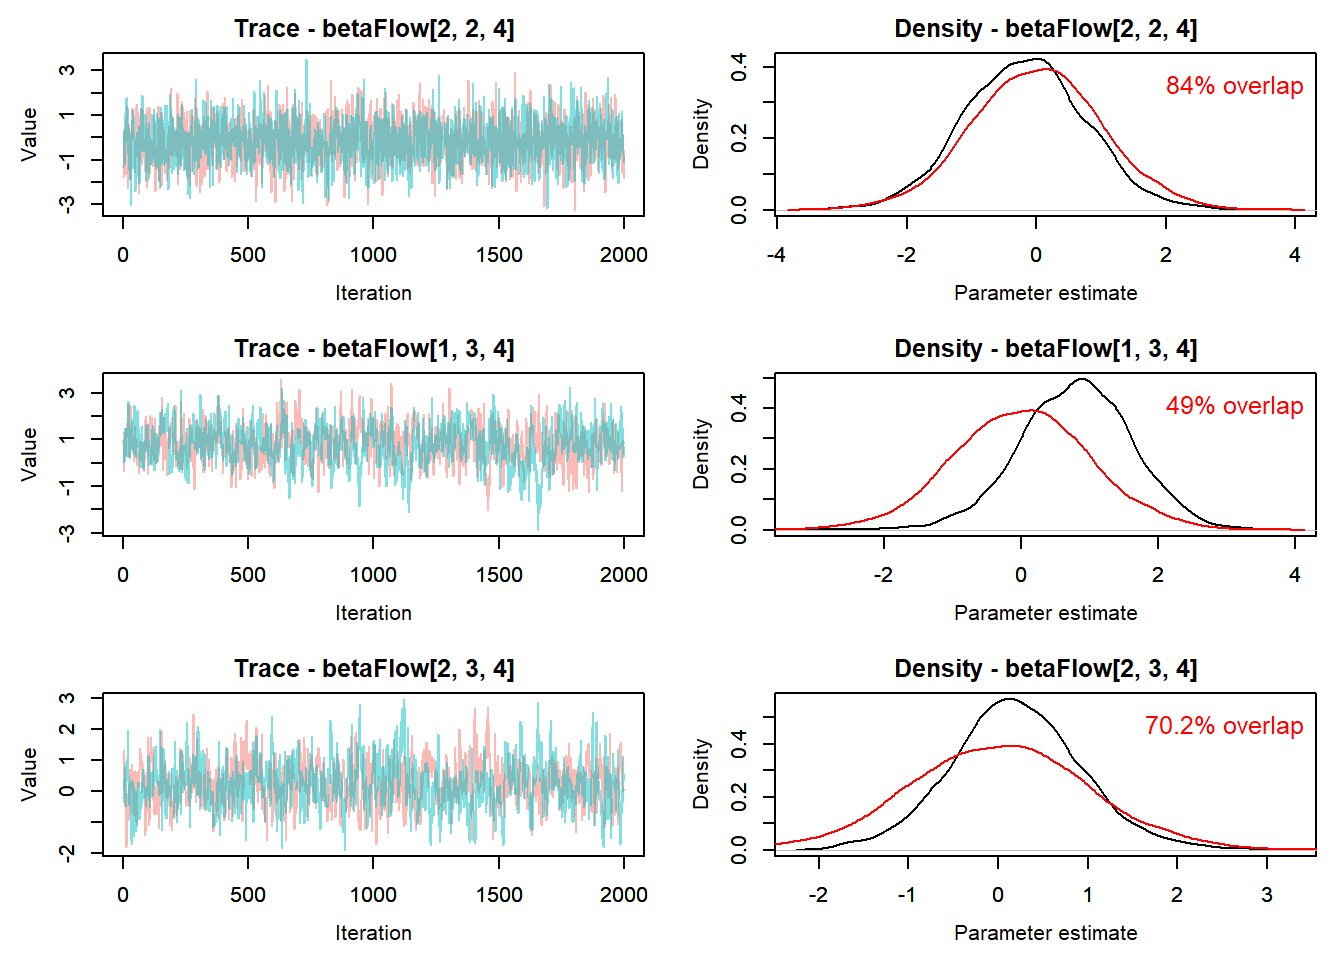 Trace - betaFlow[2, 2, 4]
Value
3
1
-1
-3
0 500 1000 1500 2000
Iteration
Density - betaFlow[2, 2, 4]
84% overlap
Density
0.4
0.2
0.0
-4 -2 0 2 4
Parameter estimate
Trace - betaFlow[1, 3, 4]
Value
3
1
-1
-3
0 500 1000 1500 2000
Iteration
Density - betaFlow[1, 3, 4]
49% overlap
Density
0.4
0.2
0.0
-2 0 2 4
Parameter estimate
Trace - betaFlow[2, 3, 4]
Value
3
2
1
0
-2
0 500 1000 1500 2000
Iteration
Density - betaFlow[2, 3, 4]
70.2% overlap
Density
0.4
0.2
0.0
-2 -1 0 1 2 3
Parameter estimate